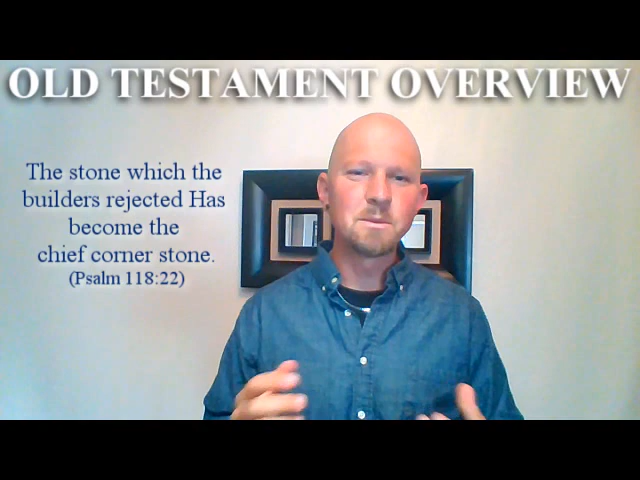 OLD TESTAMENT OVERVIEW
The stone which the
builders rejected Has
become the
chief corner stone.
(Psalm 118:22)